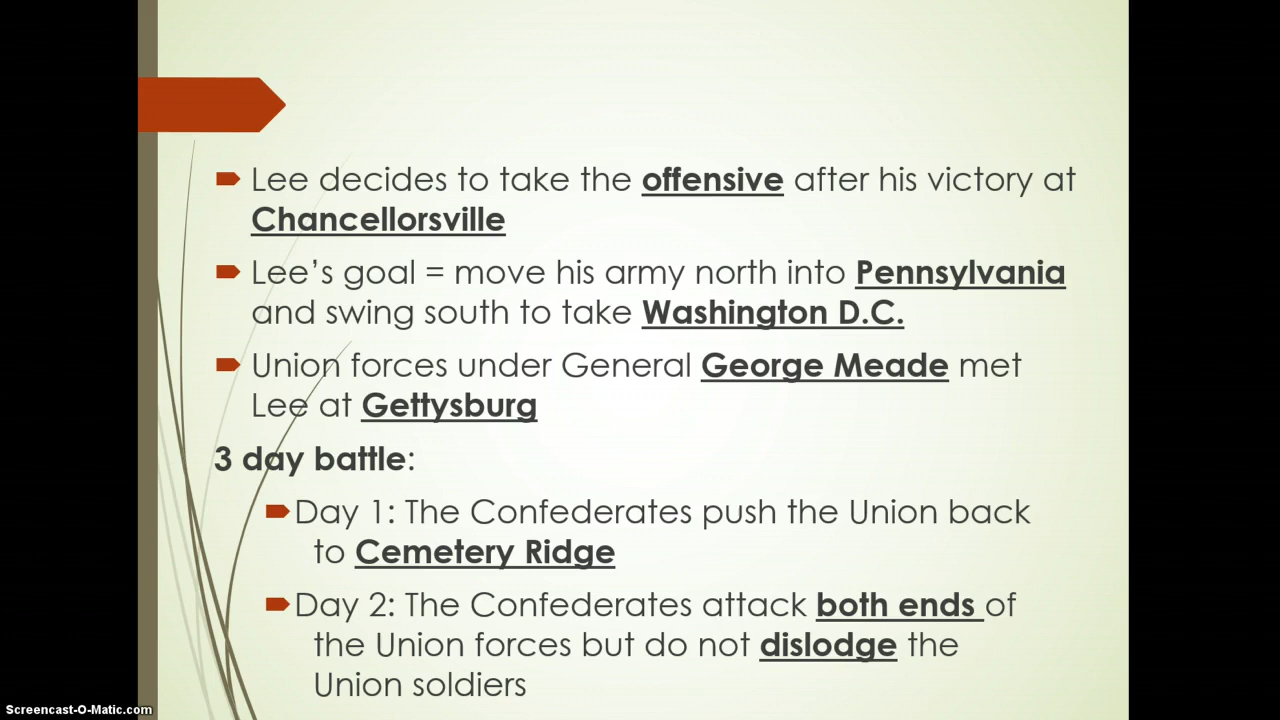 Lee decides to take the offensive after his victory at
Chancellorsville
Lee’s goal = move his army north into Pennsylvania
and swing south to take Washington D.C.
Union forces under General George Meade met
Lee at Gettysburg
3 day battle:
Day 1: The Confederates push the Union back
to Cemetery Ridge
Day 2: The Confederates attack both ends of
the Union forces but do not dislodge the
Union soldiers
Screencast-O-Matic.com